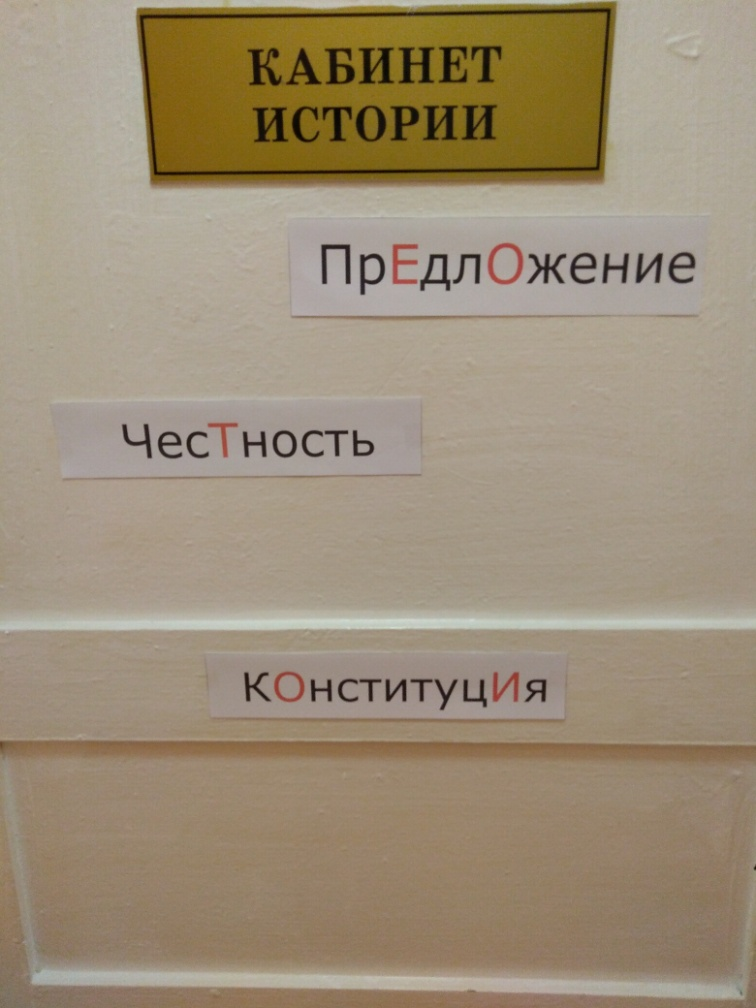 КАБИНЕТ
ИСТОРИИ
ПрЕдлОжение
ЧесТность
КОнституцИя